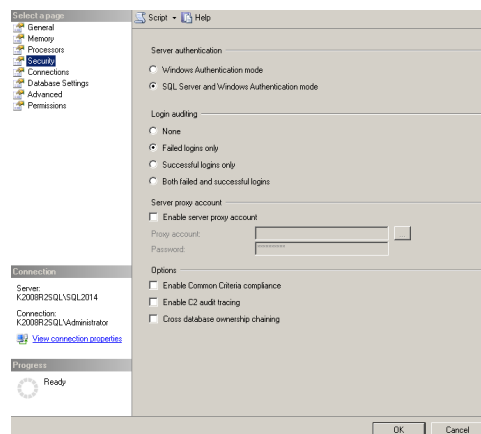 Select a page
General
Memory
Processors
Security
Connections
Database Settings
Advanced
Permissions
Script
Help
Server authentication
Windows Authentication mode
SQL Server and Windows Authentication mode
Login auditing
None
Failed logins only
Successful logins only
Both failed and successful logins
Server proxy account
Enable server proxy account
Proxy account:
...
Password:
Options
Enable Common Criteria compliance
Enable C2 audit tracing
Cross database ownership chaining
Connection
Server:
K2008R2SQL\SQL2014
Connection:
K2008R2SQL\Administrator
View connection properties
Progress
Ready
OK
Cancel